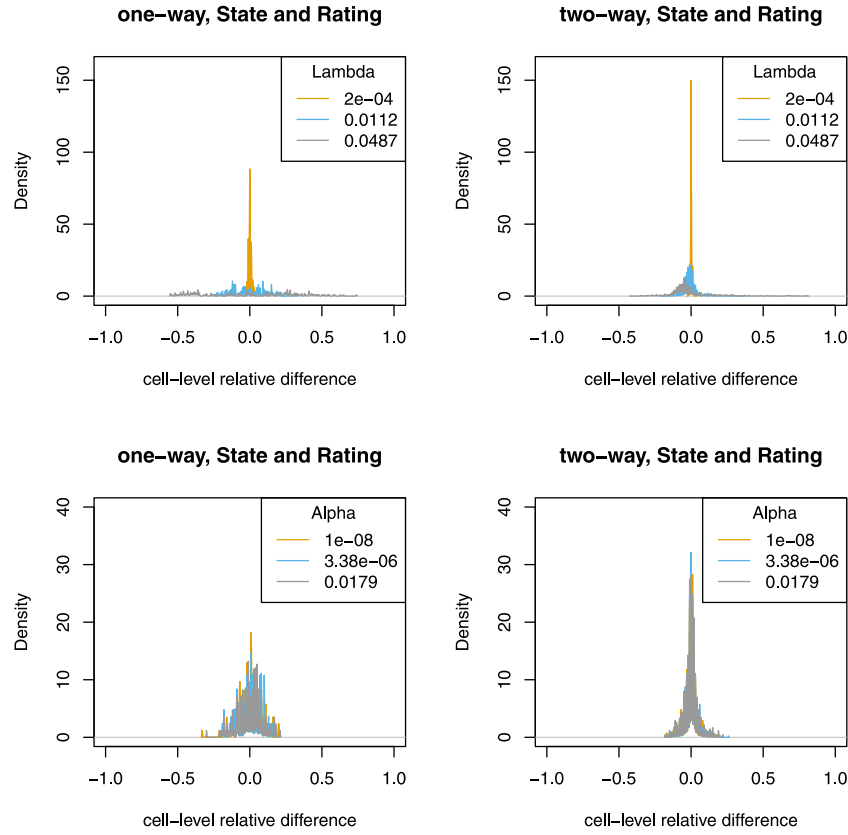 one−way, State and Rating
two−way, State and Rating
Density
0 50 100 150
Lambda
2e−04
0.0112
0.0487
−1.0 −0.5 0.0 0.5 1.0
cell−level relative difference
Density
0 50 100 150
Lambda
2e−04
0.0112
0.0487
−1.0 −0.5 0.0 0.5 1.0
cell−level relative difference
one−way, State and Rating
two−way, State and Rating
Density
0 10 20 30 40
Alpha
1e−08
3.38e−06
0.0179
−1.0 −0.5 0.0 0.5 1.0
cell−level relative difference
Density
0 10 20 30 40
Alpha
1e−08
3.38e−06
0.0179
−1.0 −0.5 0.0 0.5 1.0
cell−level relative difference